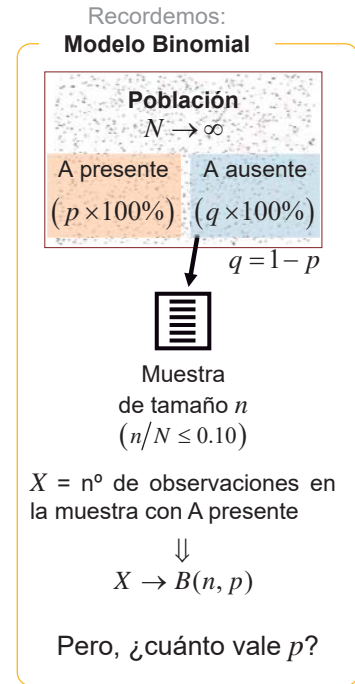 Recordemos:
Modelo Binomial
Población
N → ∞
A presente
A ausente
(p × 100%)
(q × 100%)
q = 1 − p
Muestra
de tamaño n
(n/N ≤ 0.10)
X = nº de observaciones en
la muestra con A presente
⇓
X → B(n, p)
Pero, ¿cuánto vale p?